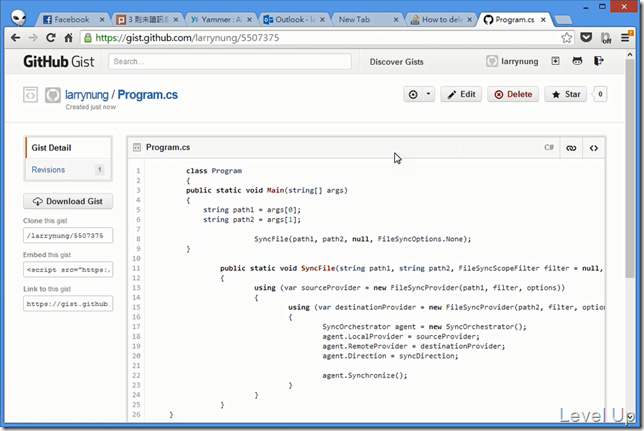 Facebook
3 則未讀訊息
Yammer : A
Outlook - l
New Tab
How to dele
Program.cs
https://gist.github.com/larrynung/5507375
GitHub Gist
Search...
Discover Gists
larrynung
larrynung / Program.cs
Created just now
Edit
Delete
Star
0
Gist Detail
Revisions
1
Download Gist
Clone this gist
/larrynung/5507375
Embed this gist
<script src="https:/
Link to this gist
https://gist.github
Program.cs
C#
1 class Program
2 {
3 public static void Main(string[] args)
4 {
5 string path1 = args[0];
6 string path2 = args[1];
7
8 SyncFile(path1, path2, null, FileSyncOptions.None);
9 }
10
11 public static void SyncFile(string path1, string path2, FileSyncScopeFilter filter = null,
12 {
13 using (var sourceProvider = new FileSyncProvider(path1, filter, options))
14 {
15 using (var destinationProvider = new FileSyncProvider(path2, filter, option
16 {
17 SyncOrchestrator agent = new SyncOrchestrator();
18 agent.LocalProvider = sourceProvider;
19 agent.RemoteProvider = destinationProvider;
20 agent.Direction = syncDirection;
21
22 agent.Synchronize();
23 }
24 }
25 }
26 }
Level Up